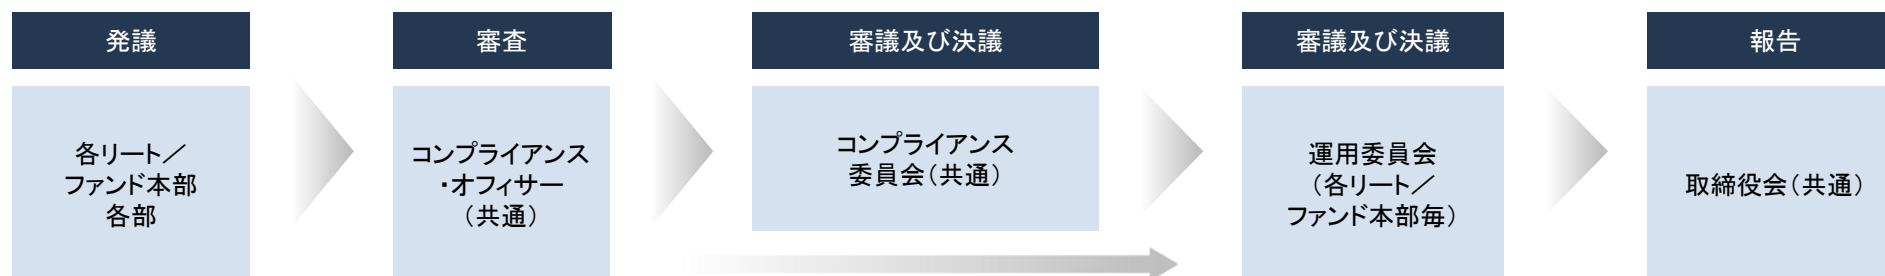 発議
各リート／
ファンド本部
各部
審査
コンプライアンス
・オフィサー
（共通）
審議及び決議
コンプライアンス
委員会（共通）
審議及び決議
運用委員会
（各リート／
ファンド本部毎）
報告
取締役会（共通）